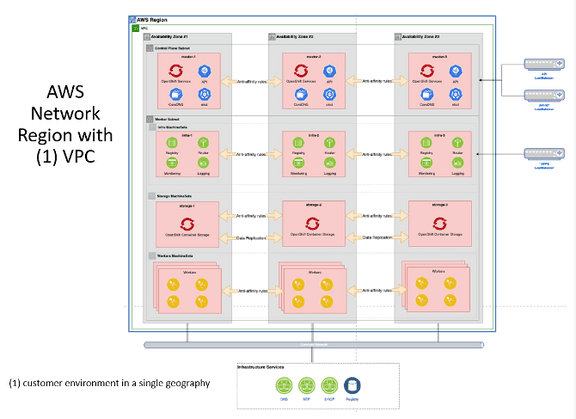 AWS
Network
Region with
(1) VPC
(1) customer environment in a single geography
AWS Region
VPC
Availability Zone #1
Availability Zone #2
Availability Zone #3
Control Plane Subnet
master-1
master-2
master-3
OpenShift Services
API
OpenShift Services
API
OpenShift Services
API
CoreDNS
etcd
CoreDNS
etcd
CoreDNS
etcd
Anti-affinity rules
Anti-affinity rules
API
LoadBalancer
API-INT
LoadBalancer
Worker Subnet
Infra MachineSets
infra-1
infra-2
infra-3
Registry
Router
Registry
Router
Registry
Router
Monitoring
Logging
Monitoring
Logging
Monitoring
Logging
Anti-affinity rules
Anti-affinity rules
LoadBalancer
Storage MachineSets
storage-1
storage-2
storage-3
OpenShift Container Storage
OpenShift Container Storage
OpenShift Container Storage
Anti-affinity rules
Anti-affinity rules
Data Replication
Data Replication
Workers MachineSets
Workers
Workers
Workers
Anti-affinity rules
Anti-affinity rules
Infrastructure Services
DNS
NTP
DHCP
Registry